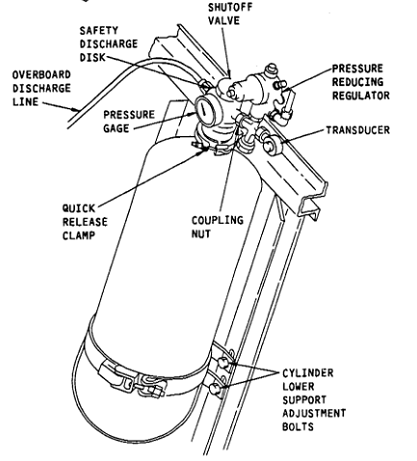 SHUTOFF
VALVE
SAFETY
DISCHARGE
DISK
OVERBOARD
DISCHARGE
LINE
PRESSURE
REDUCING
REGULATOR
PRESSURE
GAGE
TRANSDUCER
QUICK
RELEASE
CLAMP
COUPLING
NUT
CYLINDER
LOWER
SUPPORT
ADJUSTMENT
BOLTS